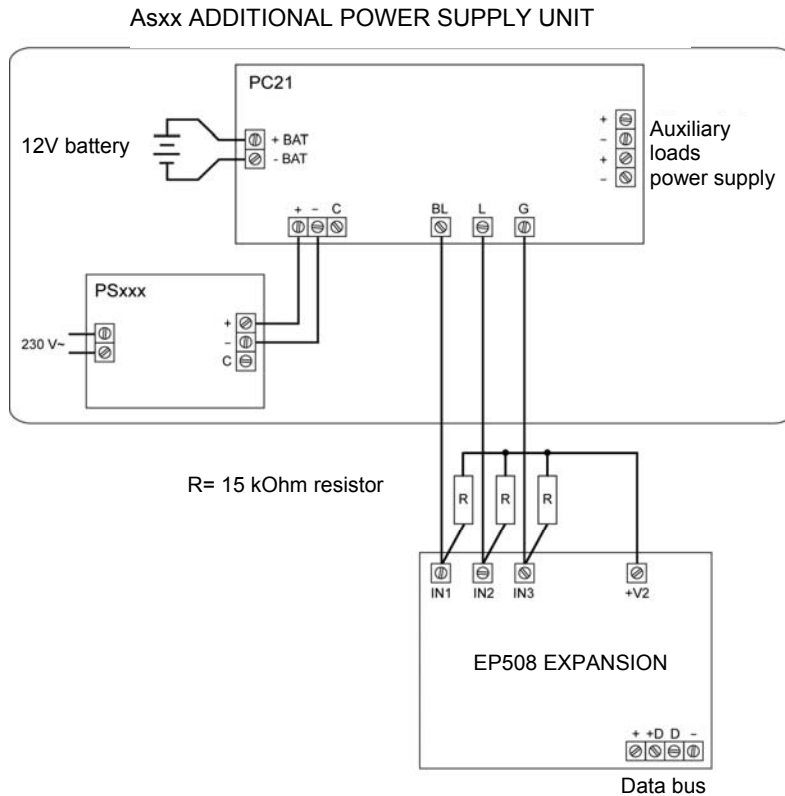 Asxx ADDITIONAL POWER SUPPLY UNIT
PC21
12V battery
+ BAT
- BAT
+
-
+
-
Auxiliary
loads
power supply
+ - C
BL L G
PSxxx
230 V~
+
-
C
R= 15 kOhm resistor
R R R
IN1 IN2 IN3 +V2
EP508 EXPANSION
+ +D D -
Data bus